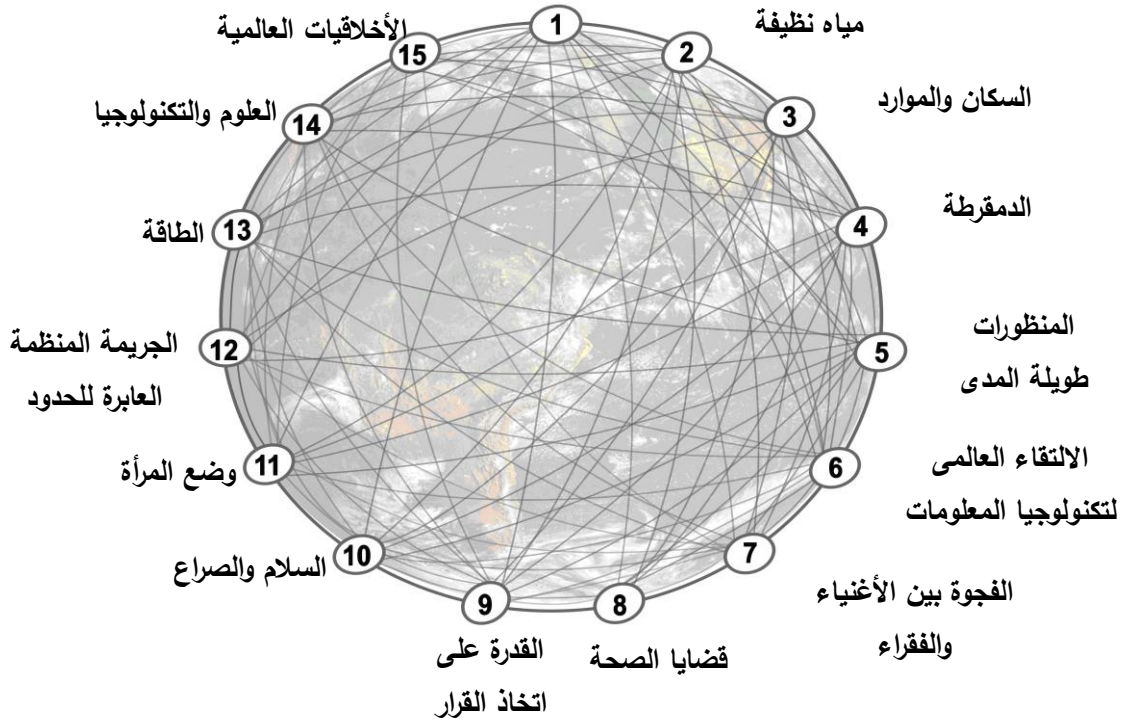 1
2
مياه نظيفة
3
السكان والموارد
4
الدمقرطة
5
المنظورات
طويلة المدى
6
الالتقاء العالمى
لتكنولوجيا المعلومات
7
الفجوة بين الأغنياء
والفقراء
8
قضايا الصحة
9
القدرة على
اتخاذ القرار
10
السلام والصراع
11
وضع المرأة
12
الجريمة المنظمة
العابرة للحدود
13
الطاقة
14
العلوم والتكنولوجيا
15
الأخلاقيات العالمية